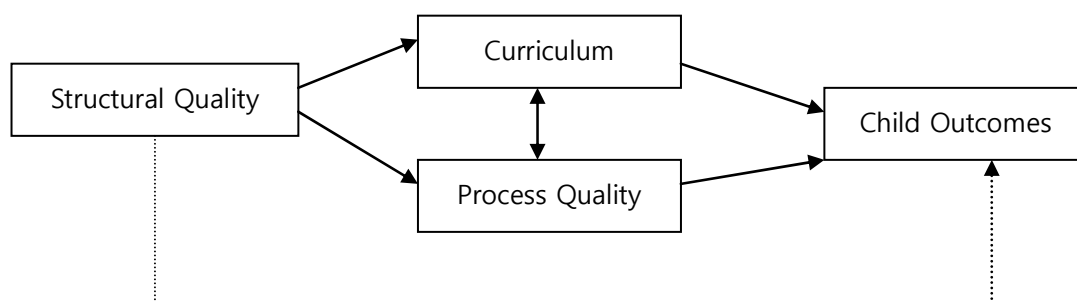 Curriculum
Structural Quality
Child Outcomes
Process Quality